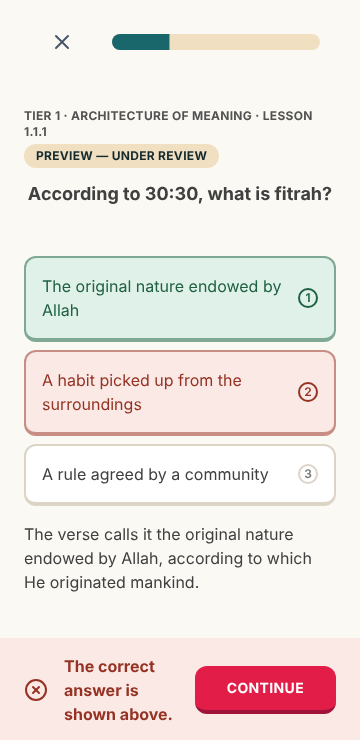 TIER 1 · ARCHITECTURE OF MEANING · LESSON
1.1.1
PREVIEW — UNDER REVIEW
According to 30:30, what is fitrah?
The original nature endowed by
Allah
1
A habit picked up from the
surroundings
2
A rule agreed by a community
3
The verse calls it the original nature
endowed by Allah, according to which
He originated mankind.
The correct
answer is
shown above.
CONTINUE